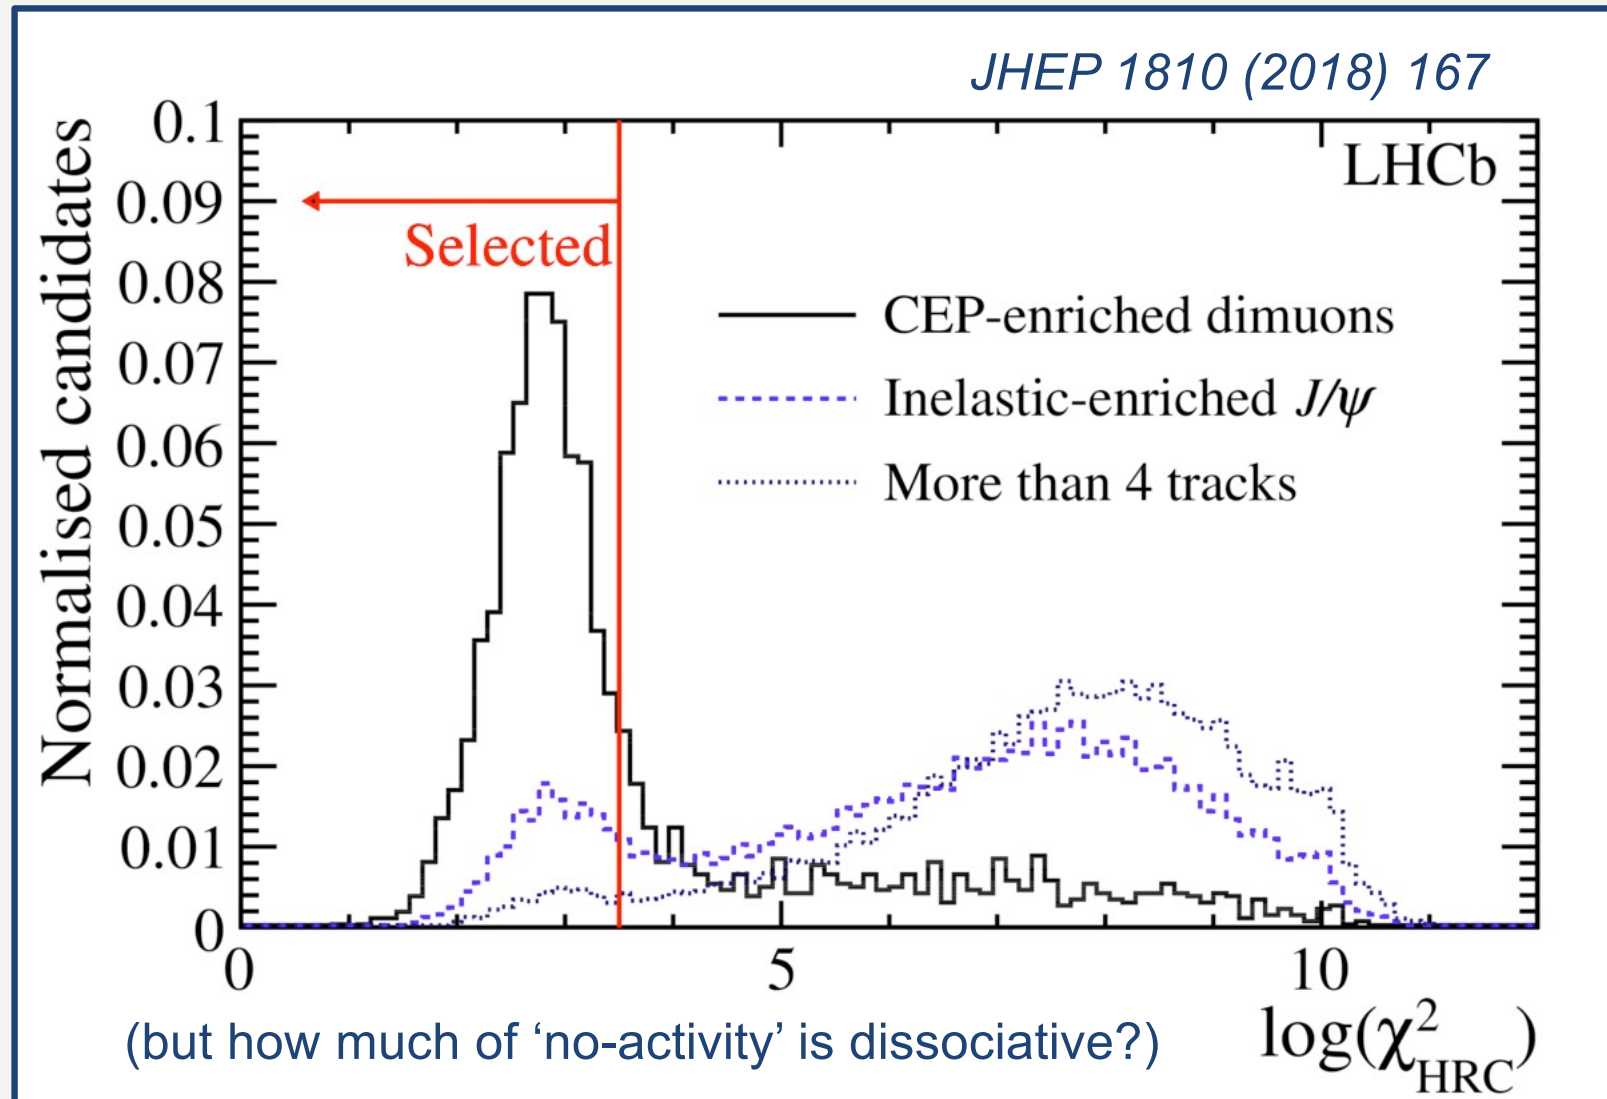 JHEP 1810 (2018) 167
LHCb
Selected
CEP-enriched dimuons
Inelastic-enriched J/ψ
More than 4 tracks
Normalised candidates
0.1
0.09
0.08
0.07
0.06
0.05
0.04
0.03
0.02
0.01
0
0 5 10
log(χ²HRC)
(but how much of ‘no-activity’ is dissociative?)